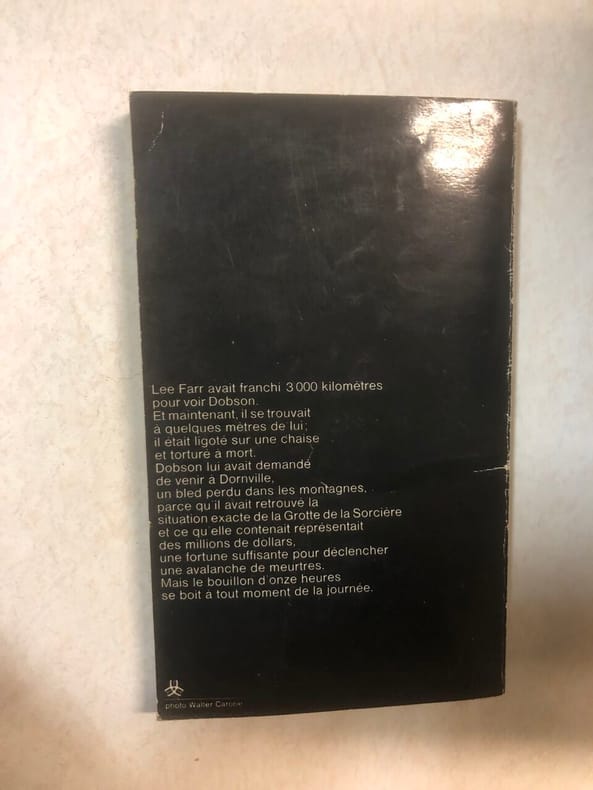 Lee Farr avait franchi 3 000 kilomètres
pour voir Dobson.
Et maintenant, il se trouvait
à quelques mètres de lui;
il était ligoté sur une chaise
et torturé à mort.
Dobson lui avait demandé
de venir à Dornville,
un bled perdu dans les montagnes,
parce qu'il avait retrouvé la
situation exacte de la Grotte de la Sorcière
et ce qu'elle contenait réprésentait
des millions de dollars,
une fortune suffisante pour déclencher
une avalanche de meurtres.
Mais le bouillon d'onze heures
se boit à tout moment de la journée.
photo Walter Carone